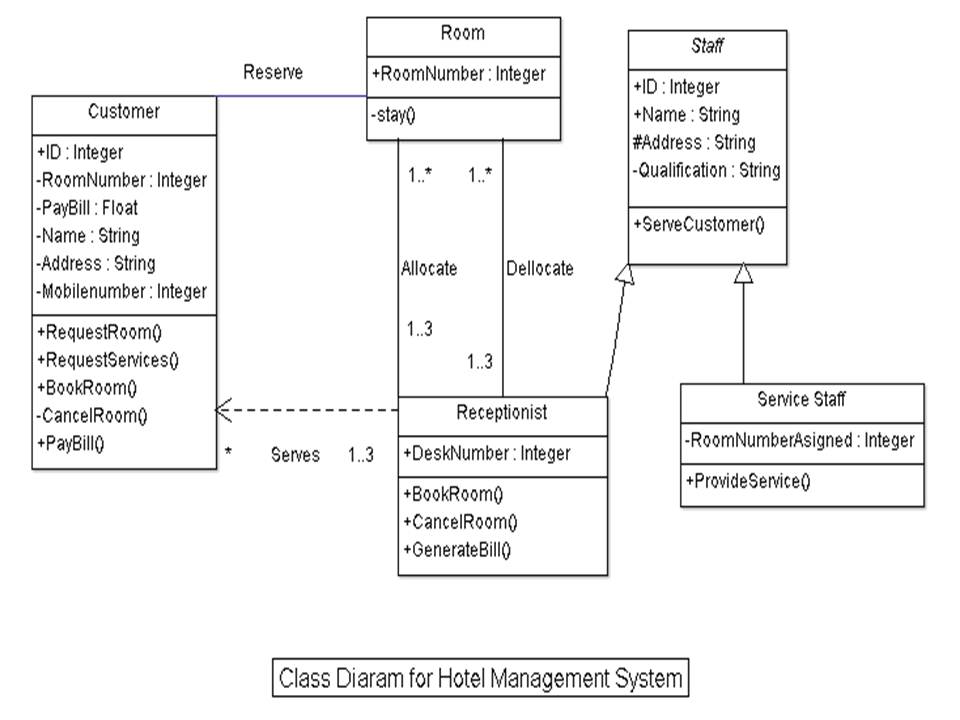 Room
+RoomNumber : Integer
-stay()
Staff
+ID : Integer
+Name : String
#Address : String
-Qualification : String
+ServeCustomer()
Reserve
Customer
+ID : Integer
-RoomNumber : Integer
-PayBill : Float
-Name : String
-Address : String
-Mobilenumber : Integer
+RequestRoom()
+RequestServices()
+BookRoom()
-CancelRoom()
+PayBill()
1..*
1..*
Allocate
Dellocate
1..3
1..3
Receptionist
+DeskNumber : Integer
+BookRoom()
+CancelRoom()
+GenerateBill()
* Serves 1..3
Service Staff
-RoomNumberAsigned : Integer
+ProvideService()
Class Diaram for Hotel Management System